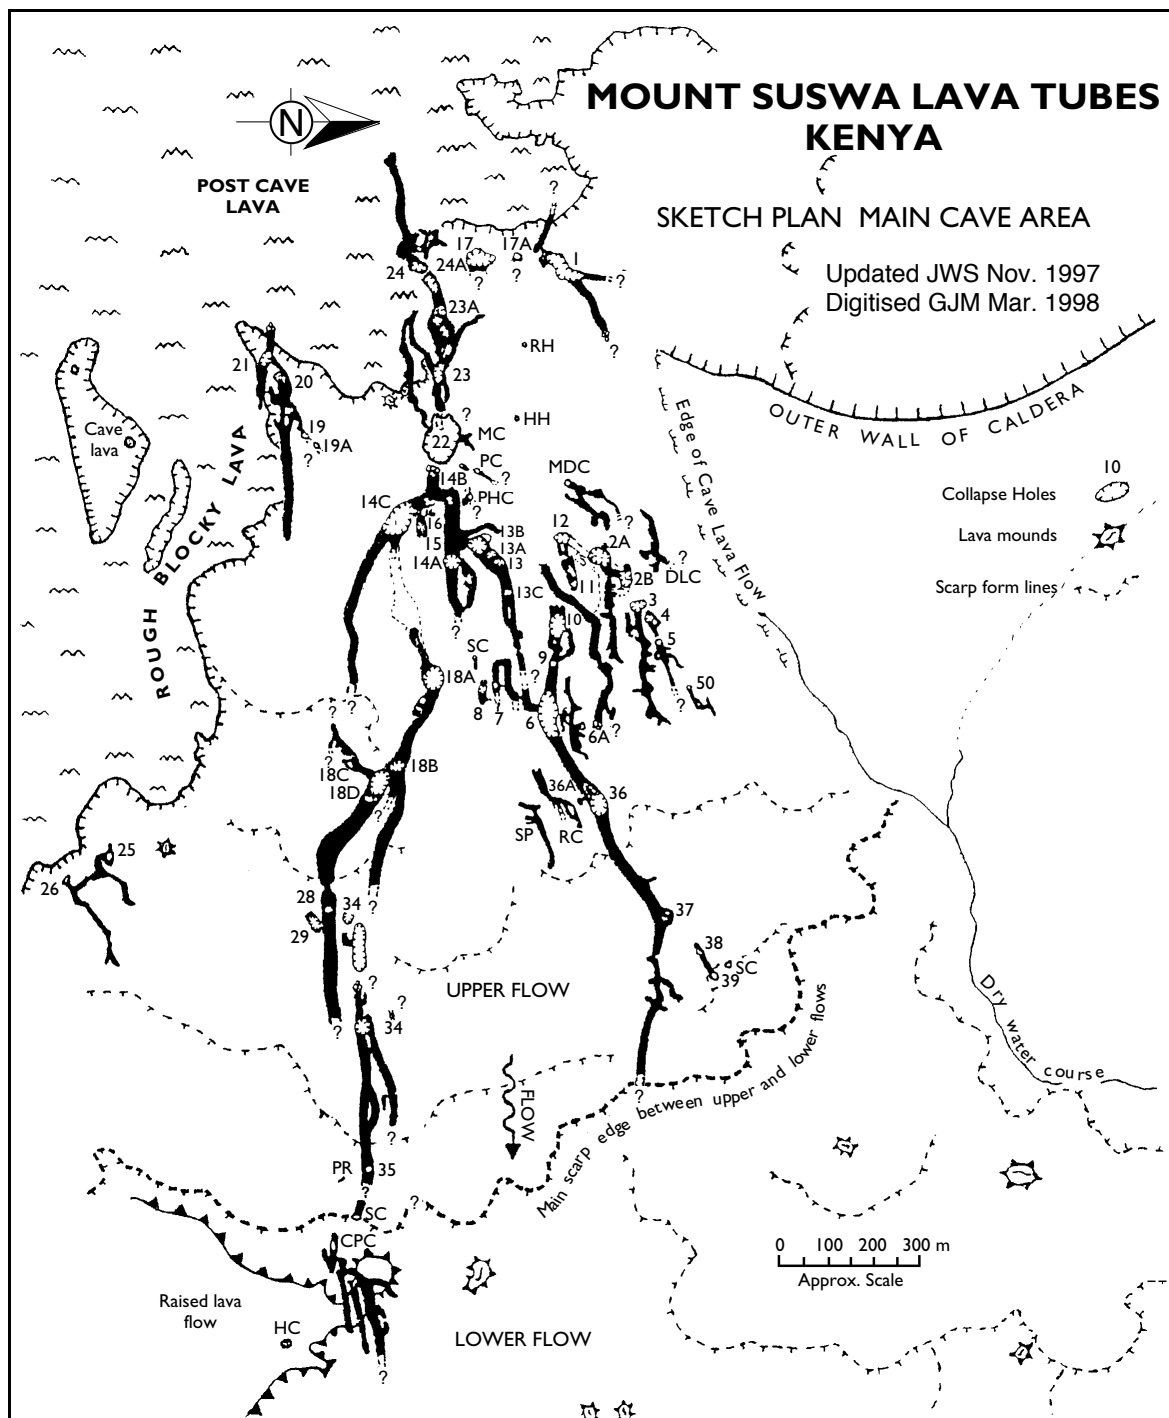 MOUNT SUSWA LAVA TUBES
KENYA
SKETCH PLAN MAIN CAVE AREA
Updated JWS Nov. 1997
Digitised GJM Mar. 1998
N
POST CAVE
LAVA
?
17
17A
1
24
24A
?
?
?
23A
?
RH
21
20
23
OUTER WALL OF CALDERA
Edge of Cave Lava Flow
?
HH
19
19A
?
22
MC
Cave
lava
PC
?
14B
MDC
10
Collapse Holes
14C
PHC
?
?
16
12
Lava mounds
15
13B
13A
2A
?
14A
13
DLC
11
2B
Scarp form lines
ROUGH BLOCKY LAVA
13C
3
4
10
?
SC
5
9
18A
?
50
?
8
7
6
?
?
6A
?
?
18B
18C
18D
36A
36
?
SP
RC
25
26
28
34
?
37
29
38
SC
39
UPPER FLOW
?
?
34
?
Dry water course
FLOW
?
Main scarp edge between upper and lower flows
?
PR
35
?
SC
?
CPC
0 100 200 300 m
Approx. Scale
Raised lava
flow
HC
LOWER FLOW
?